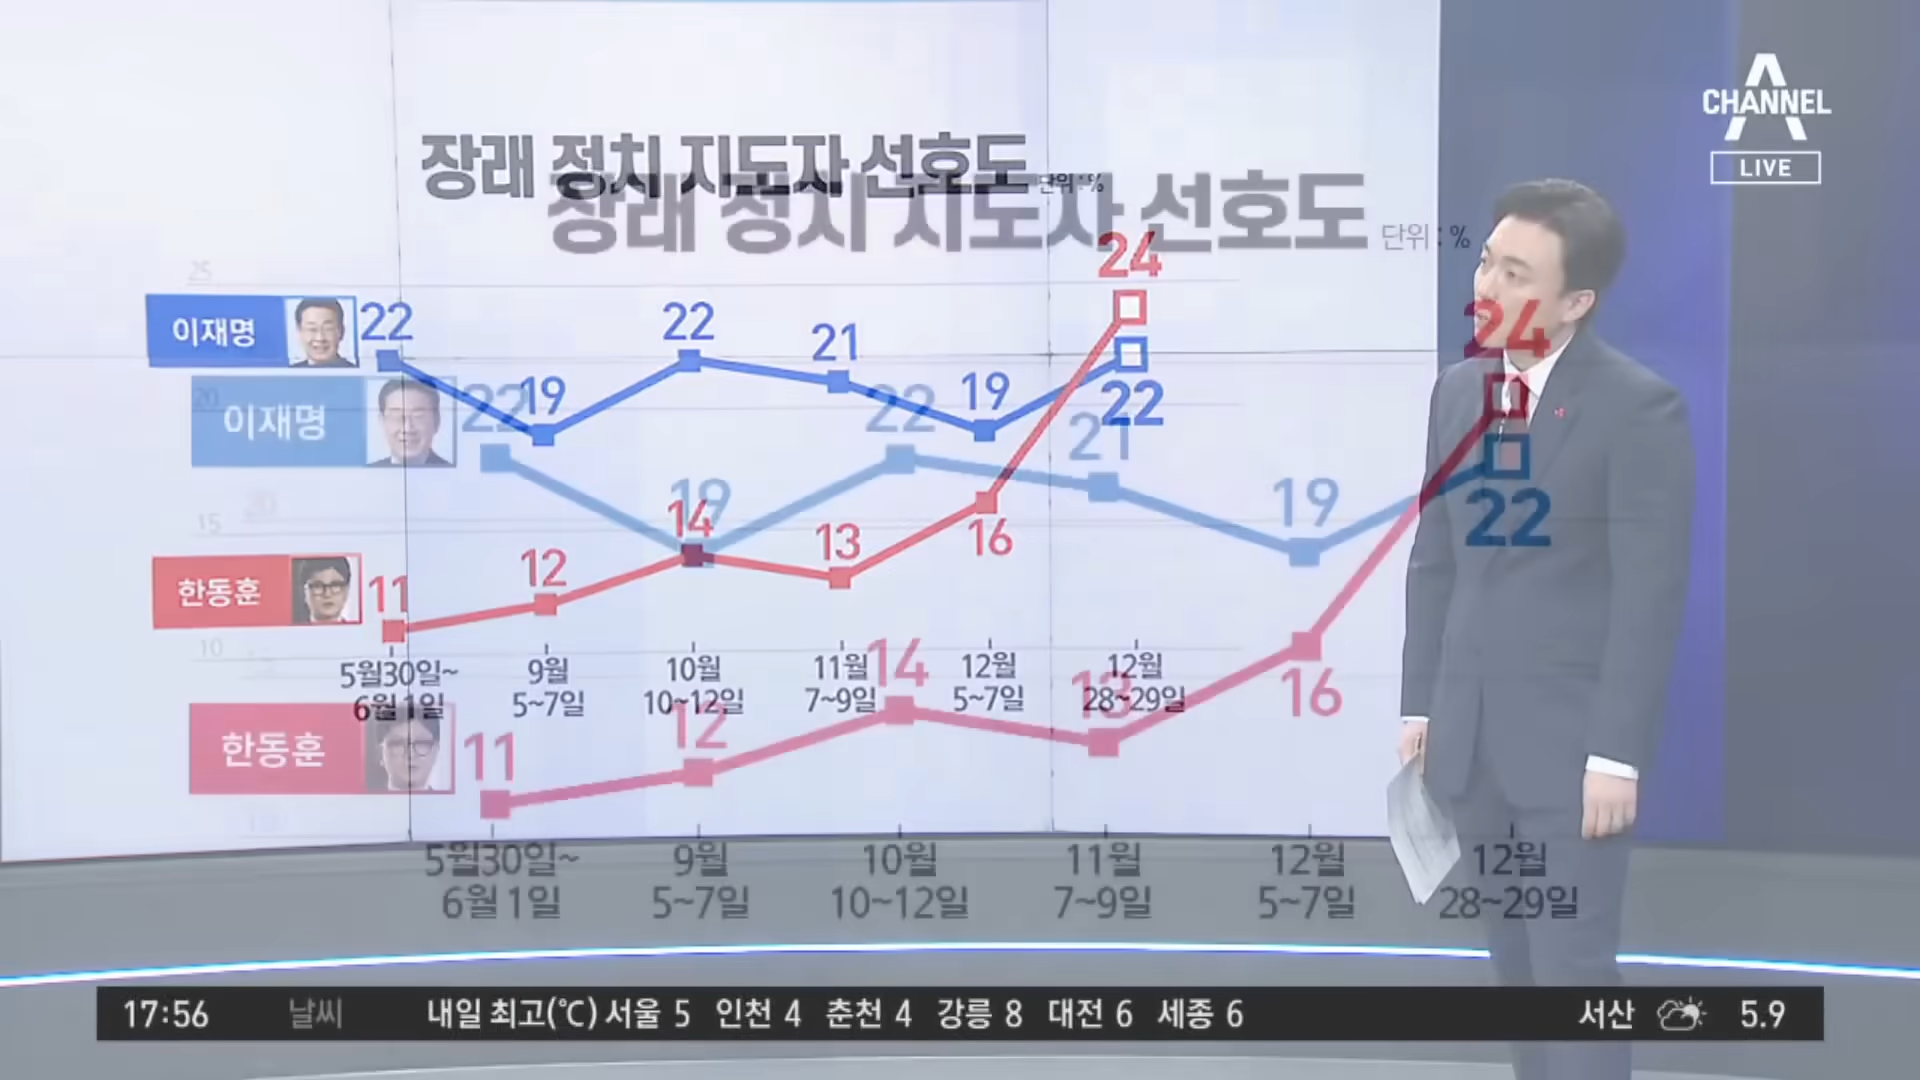 CHANNEL A
LIVE
장래 정치 지도자 선호도 단위 : %
장래 정치 지도자 선호도 단위 : %
25
20
15
10
이재명
22 19 22 21 19 22
한동훈
11 12 14 13 16 24
5월30일~ 6월1일
9월 5~7일
10월 10~12일
11월 7~9일
12월 5~7일
12월 28~29일
20
15
10
이재명
22 19 22 21 19 22
한동훈
11 12 14 13 16 24
5월30일~ 6월1일
9월 5~7일
10월 10~12일
11월 7~9일
12월 5~7일
12월 28~29일
17:56 날씨 내일 최고(℃) 서울 5 인천 4 춘천 4 강릉 8 대전 6 세종 6 서산 5.9